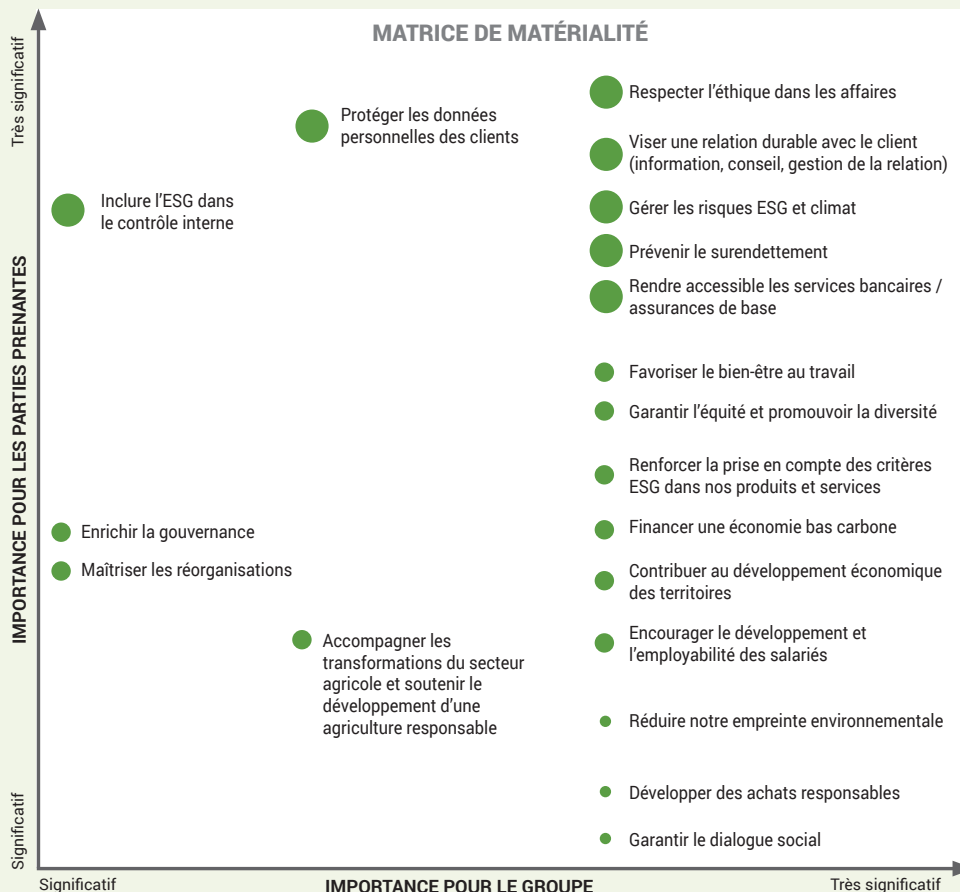 MATRICE DE MATÉRIALITÉ
Très significatif
IMPORTANCE POUR LES PARTIES PRENANTES
Significatif
Respecter l’éthique dans les affaires
Protéger les données
personnelles des clients
Viser une relation durable avec le client
(information, conseil, gestion de la relation)
Inclure l’ESG dans
le contrôle interne
Gérer les risques ESG et climat
Prévenir le surendettement
Rendre accessible les services bancaires /
assurances de base
Favoriser le bien-être au travail
Garantir l’équité et promouvoir la diversité
Renforcer la prise en compte des critères
ESG dans nos produits et services
Enrichir la gouvernance
Financer une économie bas carbone
Maîtriser les réorganisations
Contribuer au développement économique
des territoires
Accompagner les
transformations du secteur
agricole et soutenir le
développement d’une
agriculture responsable
Encourager le développement et
l’employabilité des salariés
Réduire notre empreinte environnementale
Développer des achats responsables
Garantir le dialogue social
Significatif
IMPORTANCE POUR LE GROUPE
Très significatif